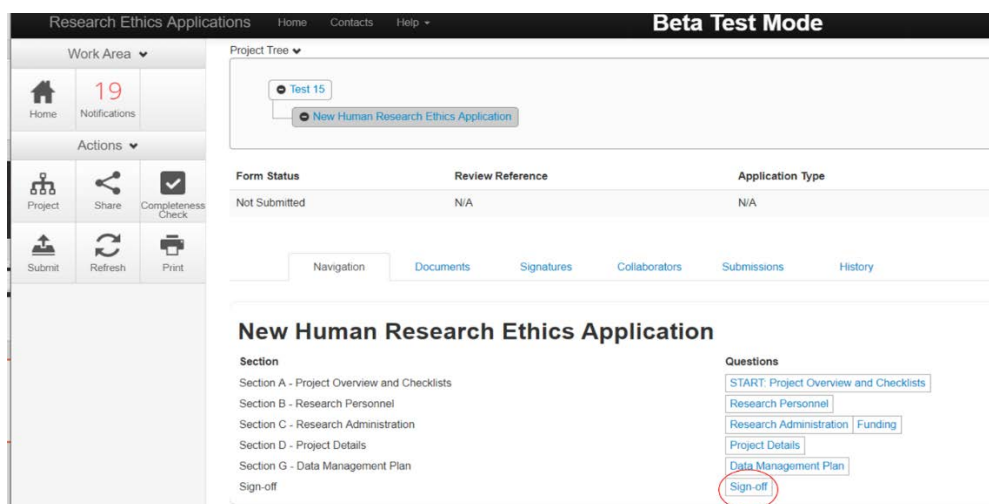 Research Ethics Applications Home Contacts Help Beta Test Mode
Work Area
Home
19
Notifications
Actions
Project
Share
Completeness
Check
Submit
Refresh
Print
Project Tree
Test 15
New Human Research Ethics Application
Form Status Review Reference Application Type
Not Submitted N/A N/A
Navigation Documents Signatures Collaborators Submissions History
New Human Research Ethics Application
Section Questions
Section A - Project Overview and Checklists START: Project Overview and Checklists
Section B - Research Personnel Research Personnel
Section C - Research Administration Research Administration Funding
Section D - Project Details Project Details
Section G - Data Management Plan Data Management Plan
Sign-off Sign-off